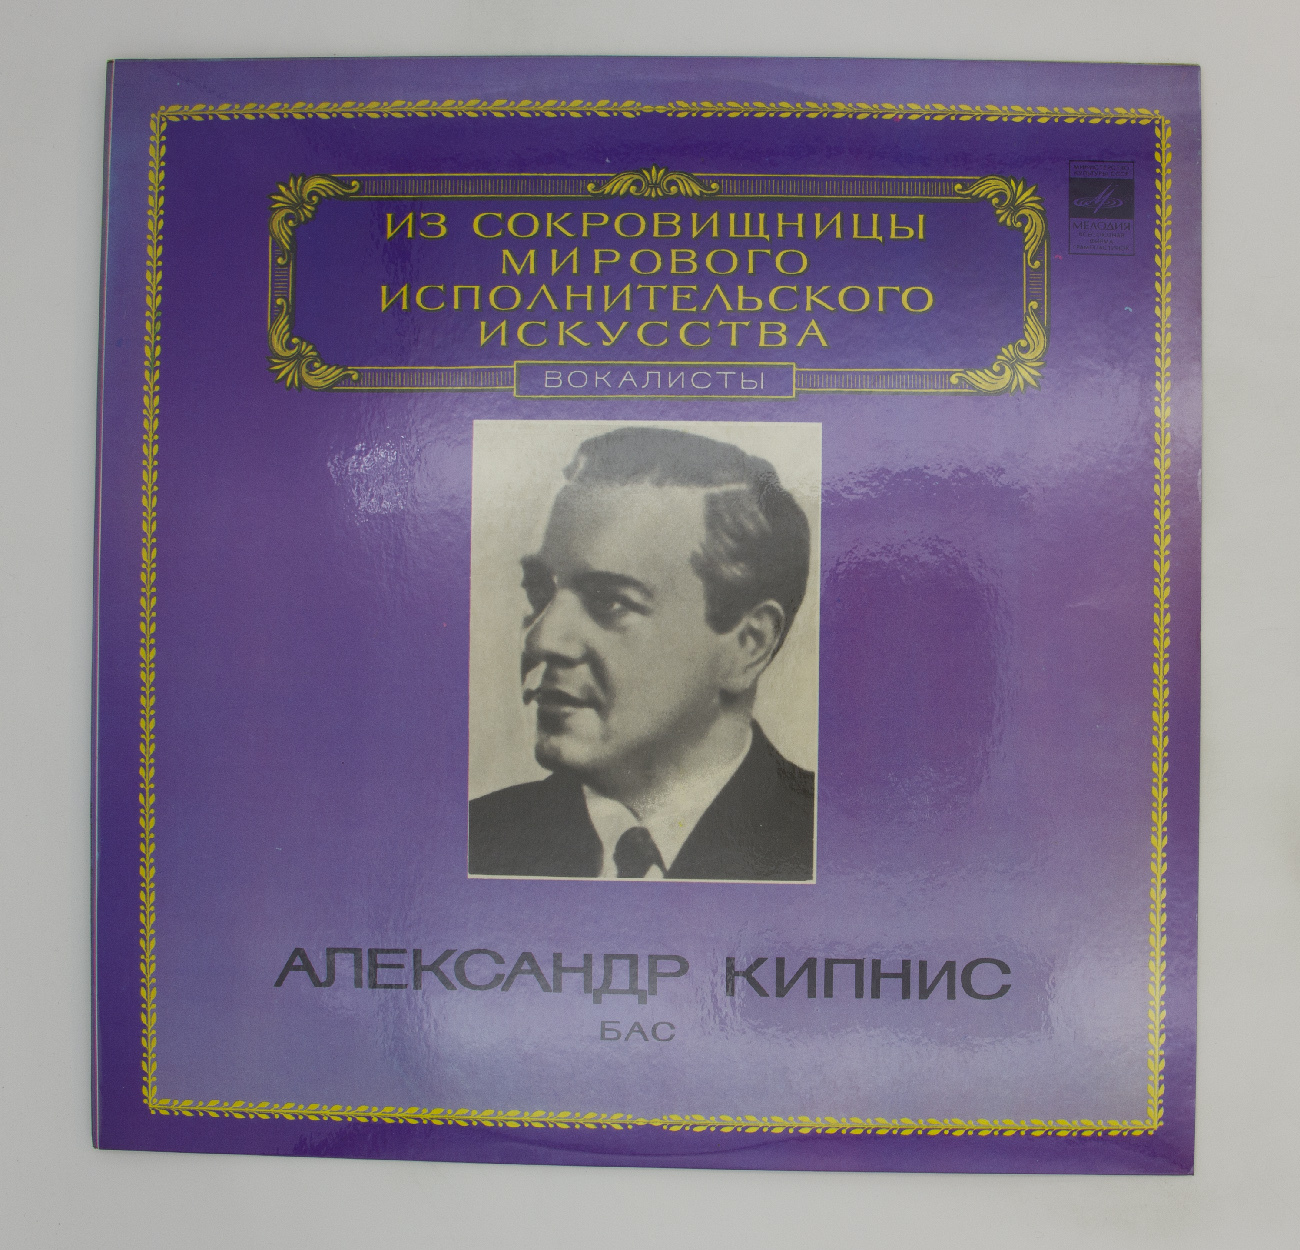 ИЗ СОКРОВИЩНИЦЫ
МИРОВОГО
ИСПОЛНИТЕЛЬСКОГО
ИСКУССТВА
ВОКАЛИСТЫ
МЕЛОДИЯ
АЛЕКСАНДР КИПНИС
БАС